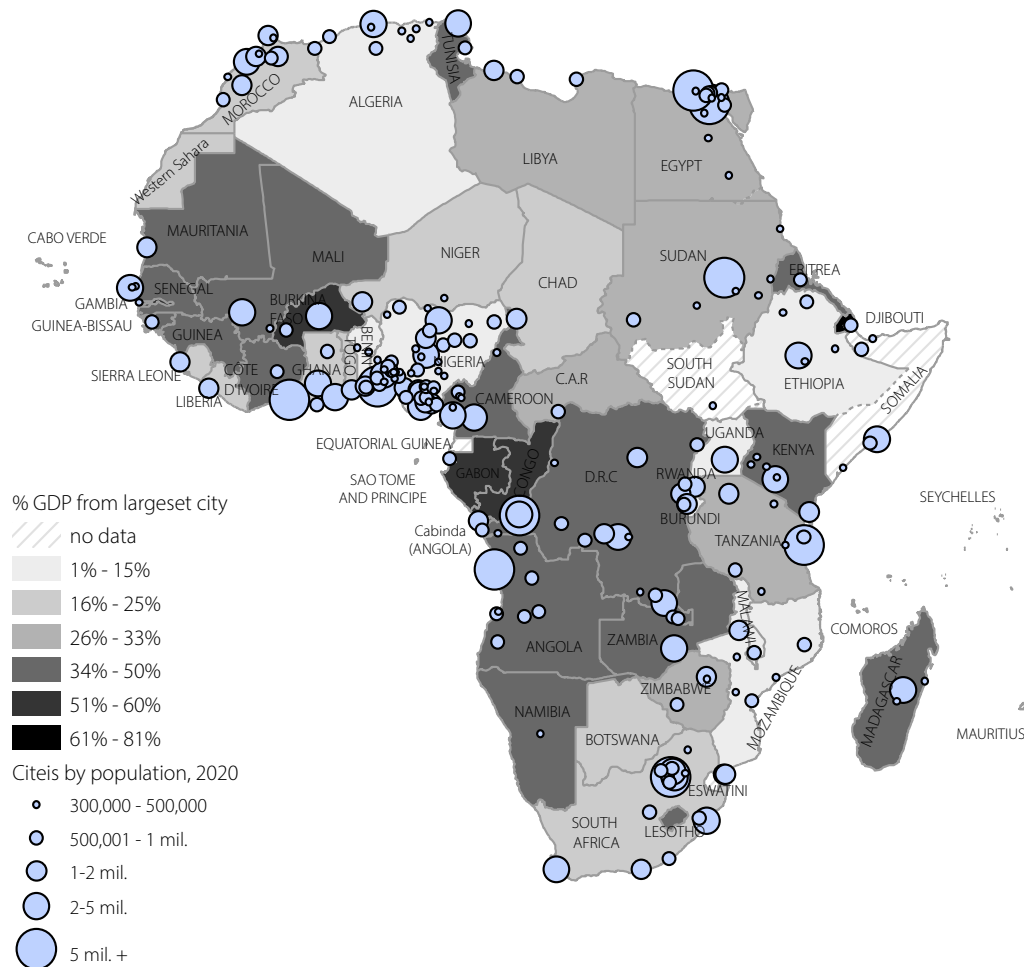 TUNISIA
MOROCCO
ALGERIA
LIBYA
EGYPT
Western Sahara
MAURITANIA
CABO VERDE
MALI
NIGER
CHAD
SUDAN
ERITREA
SENEGAL
GAMBIA
GUINEA-BISSAU
BURKINA
FASO
DJIBOUTI
GUINEA
BENIN
TOGO
NIGERIA
SIERRA LEONE
CÔTE
D'IVOIRE
GHANA
LIBERIA
C.A.R
SOUTH
SUDAN
ETHIOPIA
SOMALIA
CAMEROON
EQUATORIAL GUINEA
UGANDA
KENYA
SAO TOME
AND PRINCIPE
GABON
CONGO
D.R.C
RWANDA
BURUNDI
SEYCHELLES
Cabinda
(ANGOLA)
TANZANIA
MALAWI
COMOROS
ANGOLA
ZAMBIA
ZIMBABWE
MOZAMBIQUE
MADAGASCAR
MAURITIUS
NAMIBIA
BOTSWANA
ESWATINI
SOUTH
AFRICA
LESOTHO
% GDP from largeset city
no data
1% - 15%
16% - 25%
26% - 33%
34% - 50%
51% - 60%
61% - 81%
Citeis by population, 2020
300,000 - 500,000
500,001 - 1 mil.
1-2 mil.
2-5 mil.
5 mil. +